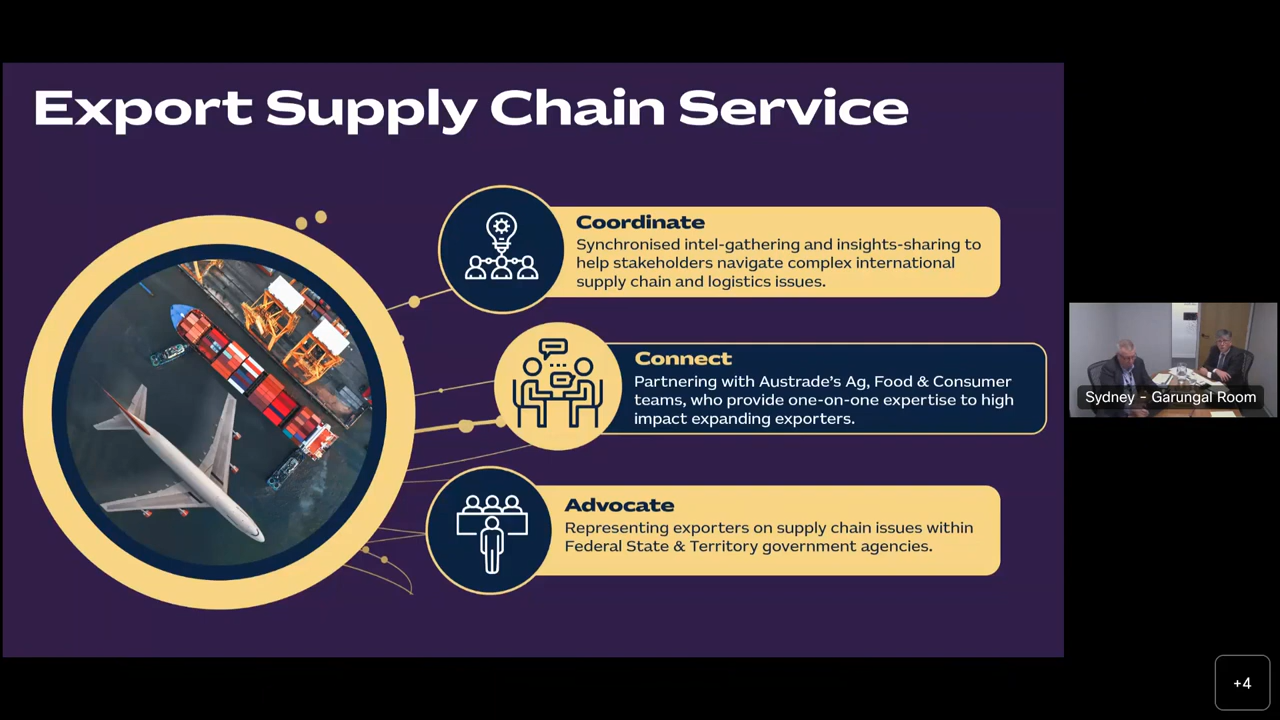 Export Supply Chain Service
Coordinate
Synchronised intel-gathering and insights-sharing to
help stakeholders navigate complex international
supply chain and logistics issues.
Connect
Partnering with Austrade’s Ag, Food & Consumer
teams, who provide one-on-one expertise to high
impact expanding exporters.
Advocate
Representing exporters on supply chain issues within
Federal State & Territory government agencies.
Sydney - Garungal Room
+4